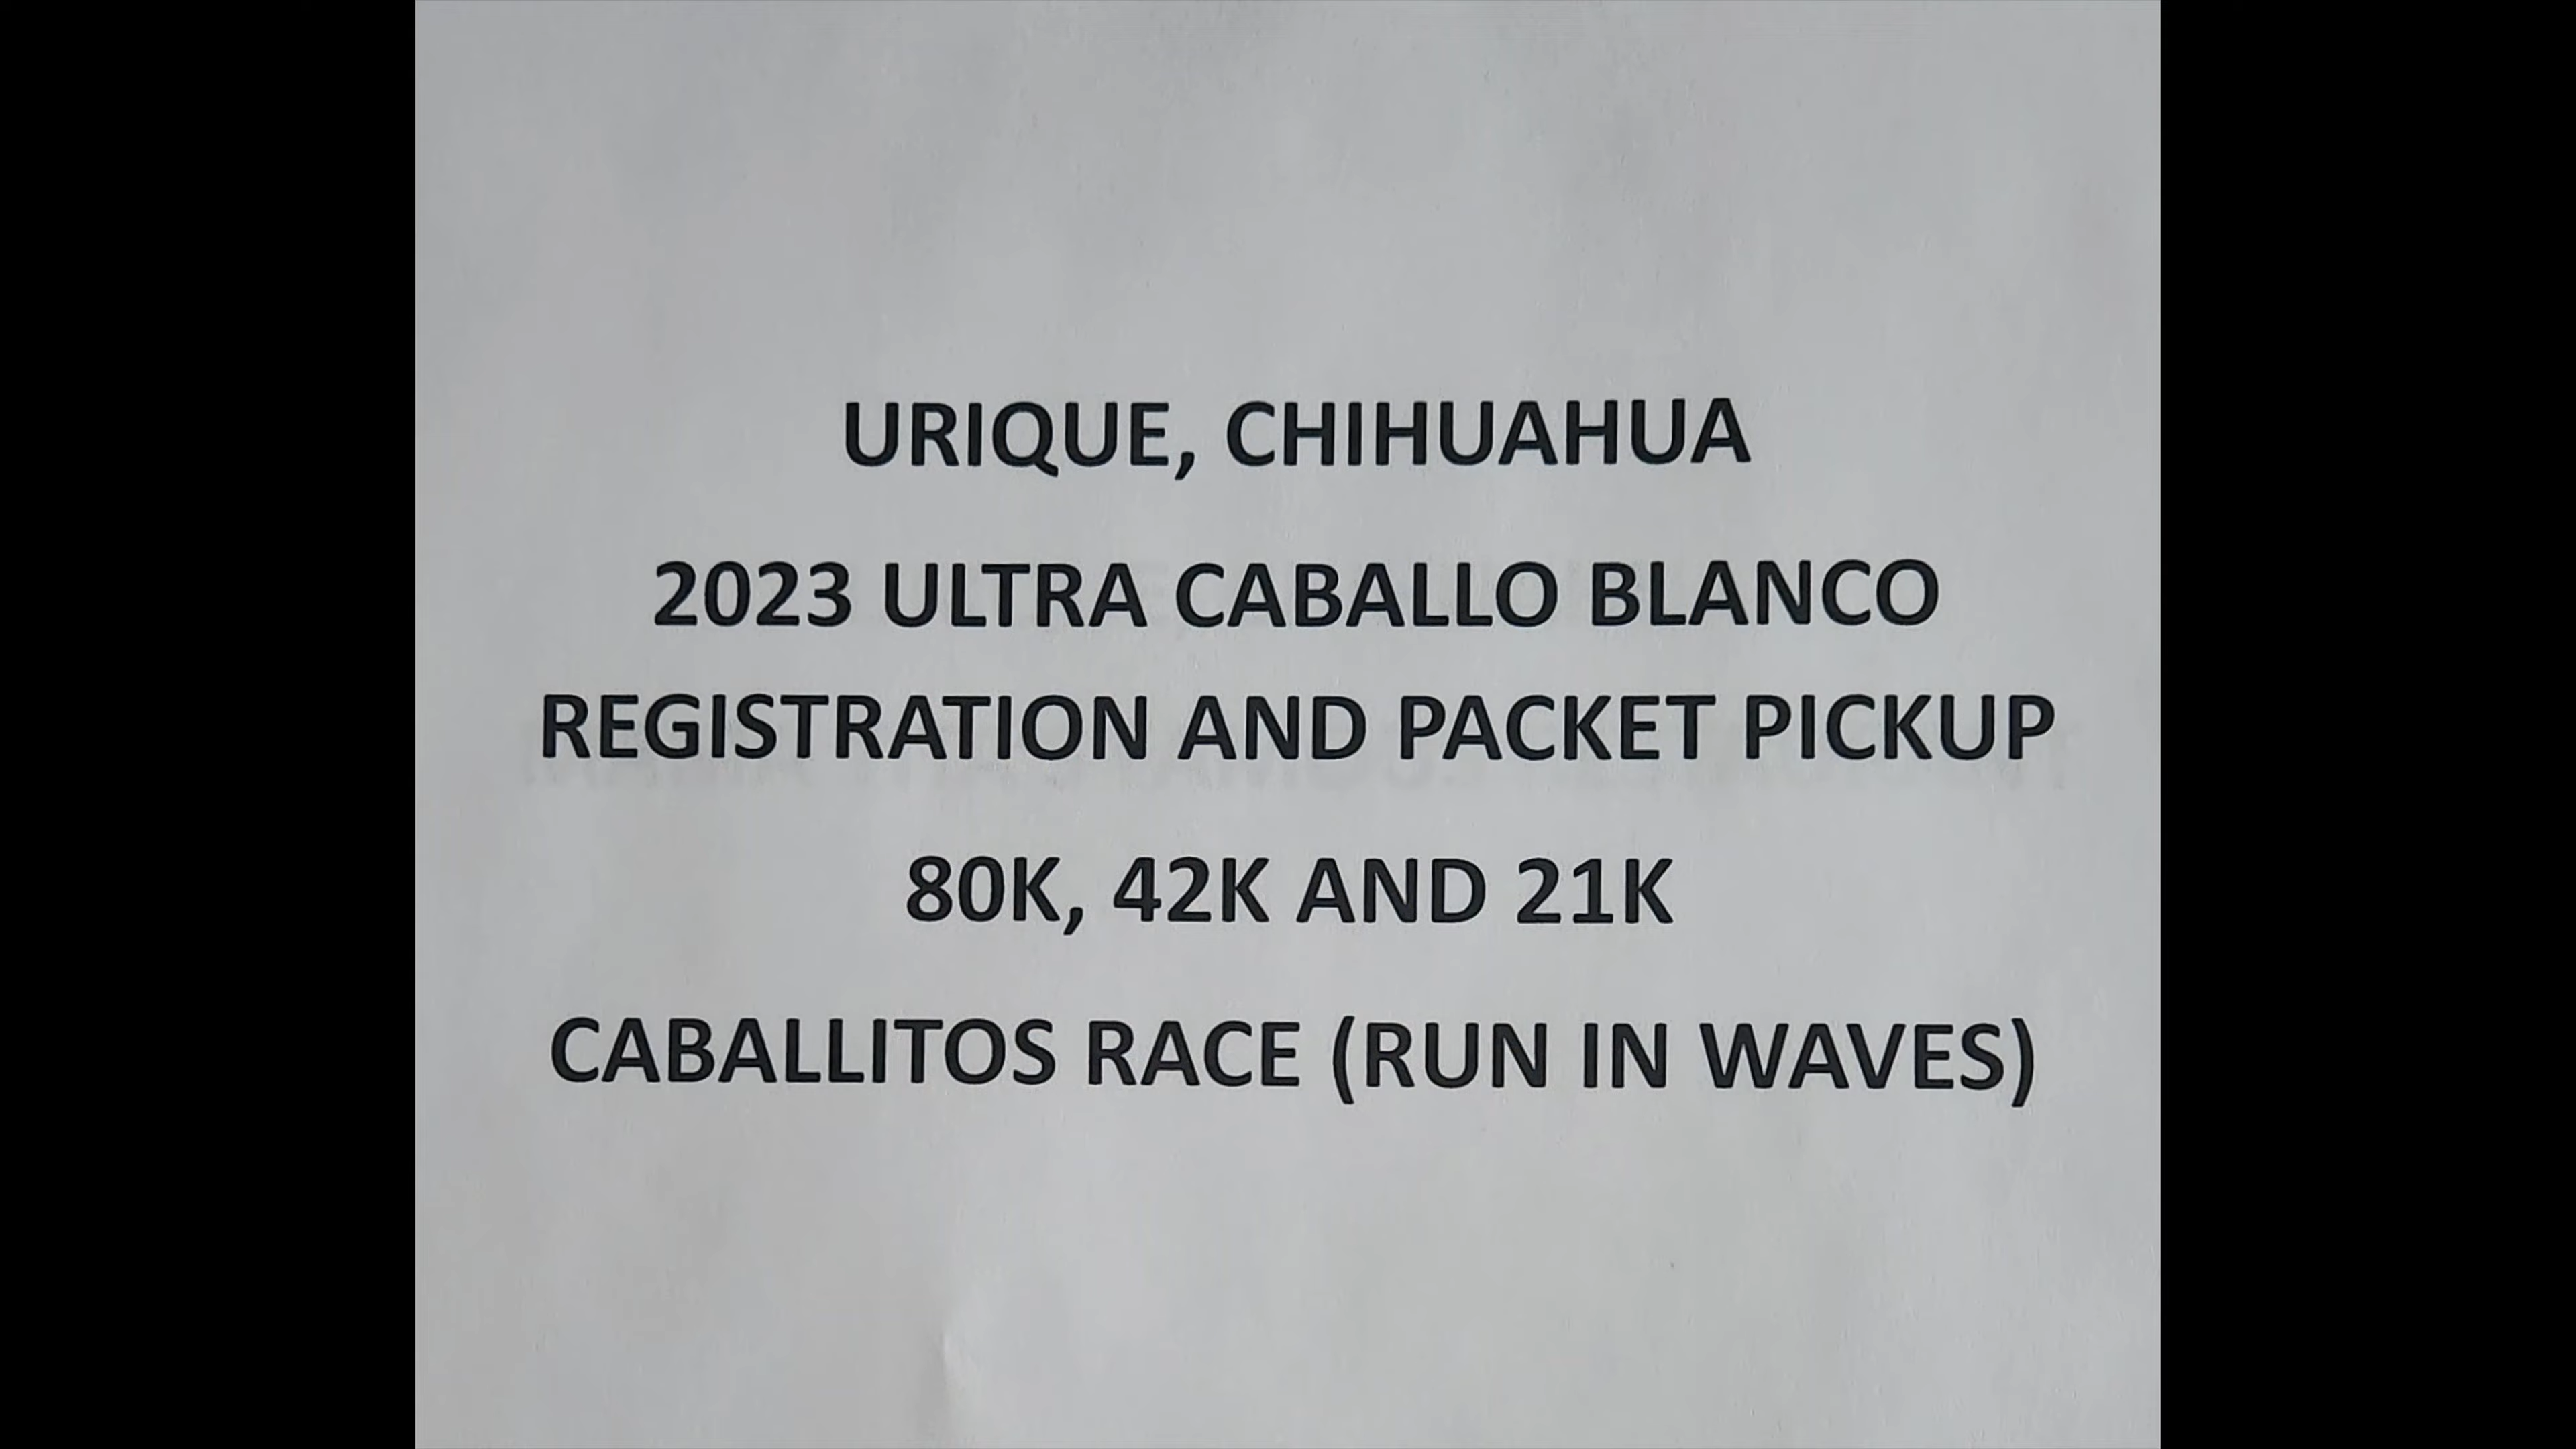 URIQUE, CHIHUAHUA
2023 ULTRA CABALLO BLANCO
REGISTRATION AND PACKET PICKUP
80K, 42K AND 21K
CABALLITOS RACE (RUN IN WAVES)